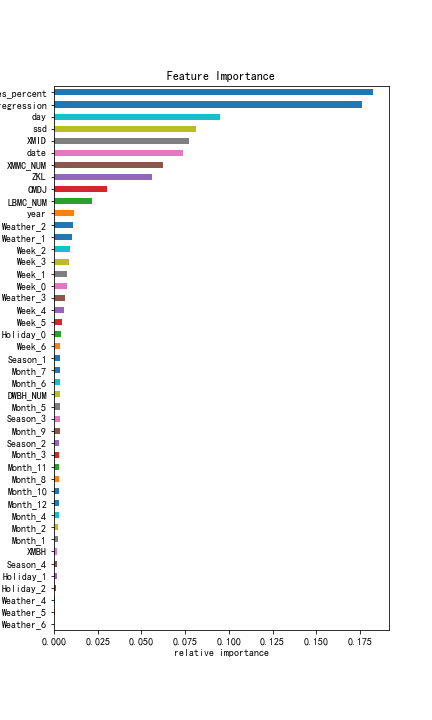 Feature Importance
es_percent
regression
day
ssd
XMID
date
XMMC_NUM
ZKL
CMDJ
LBMC_NUM
year
Weather_2
Weather_1
Week_2
Week_3
Week_1
Week_0
Weather_3
Week_4
Week_5
Holiday_0
Week_6
Season_1
Month_7
Month_6
DWBH_NUM
Month_5
Season_3
Month_9
Season_2
Month_3
Month_11
Month_8
Month_10
Month_12
Month_4
Month_2
Month_1
XMBH
Season_4
Holiday_1
Holiday_2
Weather_4
Weather_5
Weather_6
0.000 0.025 0.050 0.075 0.100 0.125 0.150 0.175
relative importance